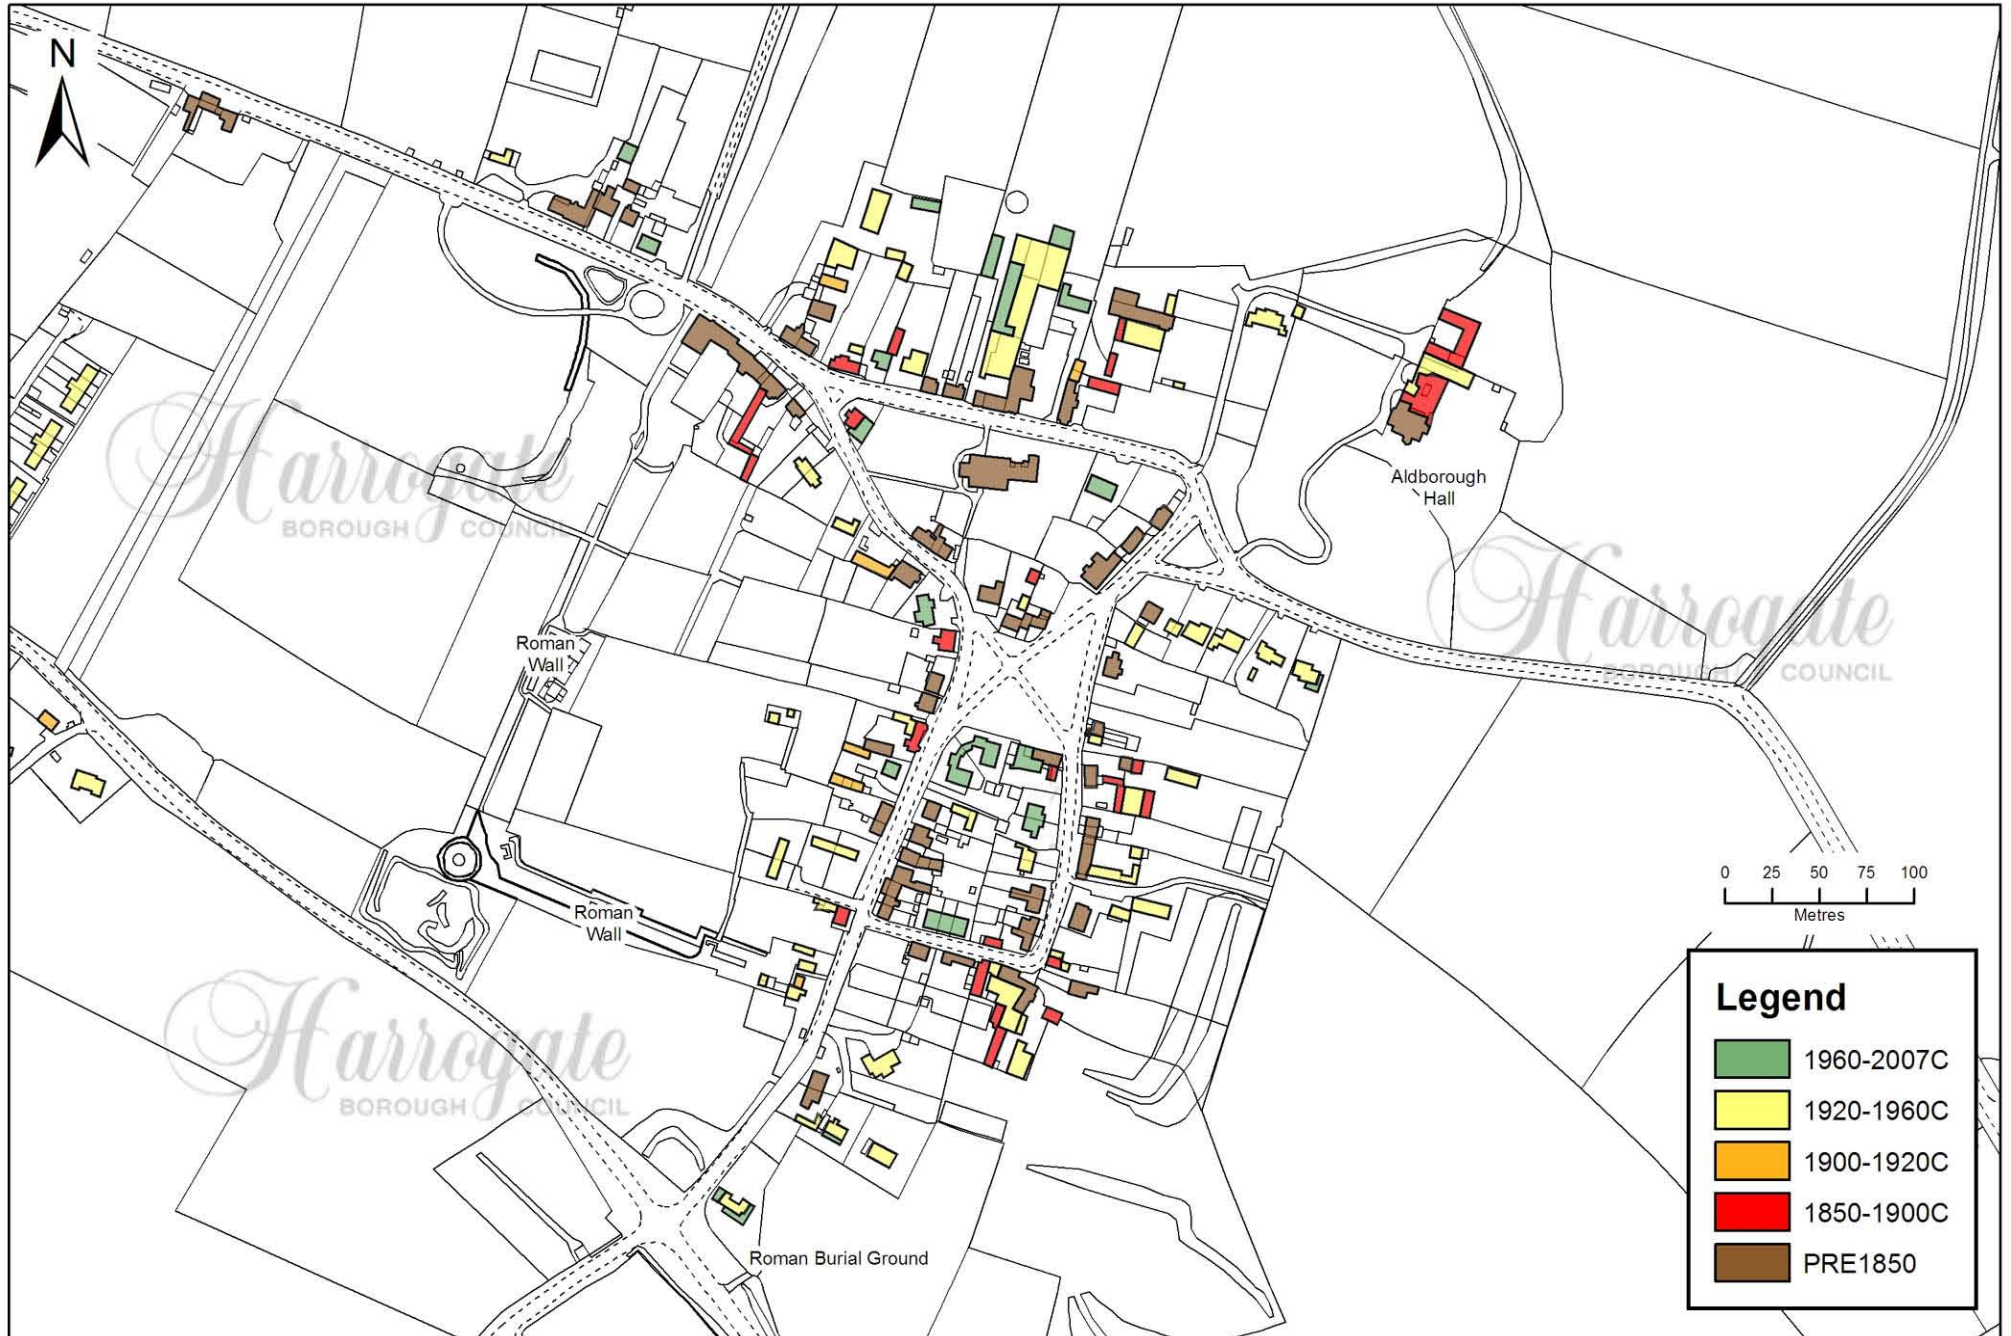 N
Harrogate
BOROUGH COUNCIL
Aldborough
Hall
Harrogate
BOROUGH COUNCIL
Roman
Wall
0 25 50 75 100
Metres
Roman
Wall
Harrogate
BOROUGH COUNCIL
Legend
1960-2007C
1920-1960C
1900-1920C
1850-1900C
PRE1850
Roman Burial Ground